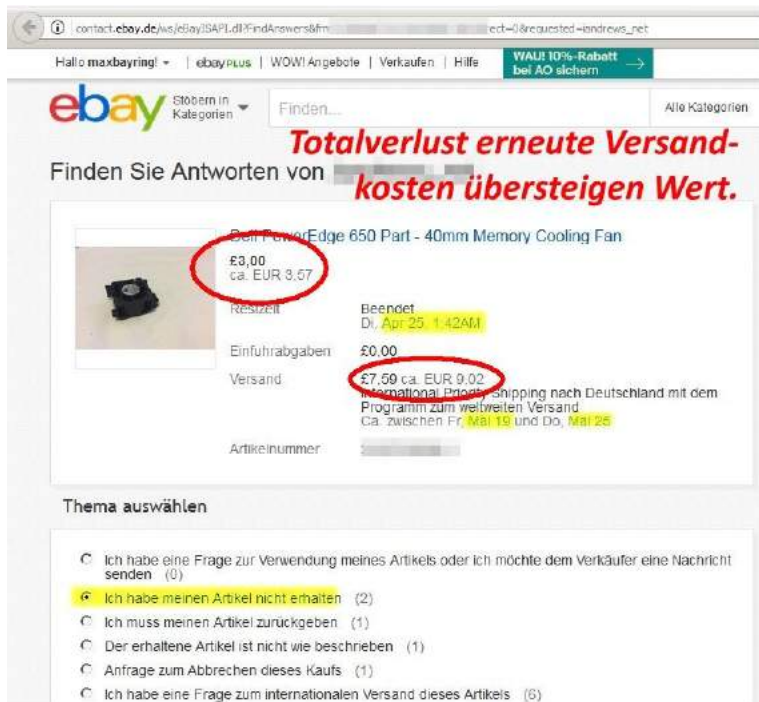 contact.ebay.de/ws/eBayISAPI.dll?FindAnswers&frm ect=0&requested=iandrews_net
Hallo maxbayring! | ebay PLUS | WOW! Angebote | Verkaufen | Hilfe
WAU! 10%-Rabatt
bei AO sichern
ebay
Stöbern in
Kategorien
Finden...
Alle Kategorien
Totalverlust erneute Versand-
kosten übersteigen Wert.
Finden Sie Antworten von
Dell PowerEdge 650 Part - 40mm Memory Cooling Fan
£3,00
ca. EUR 3,57
Restzeit
Beendet
Di, Apr 25, 1:42AM
Einfuhrabgaben £0,00
Versand £7,59 ca. EUR 9,02
International Priority Shipping nach Deutschland mit dem
Programm zum weltweiten Versand
Ca. zwischen Fr, Mai 19 und Do, Mai 25
Artikelnummer
Thema auswählen
Ich habe eine Frage zur Verwendung meines Artikels oder ich möchte dem Verkäufer eine Nachricht
senden (0)
Ich habe meinen Artikel nicht erhalten (2)
Ich muss meinen Artikel zurückgeben (1)
Der erhaltene Artikel ist nicht wie beschrieben (1)
Anfrage zum Abbrechen dieses Kaufs (1)
Ich habe eine Frage zum internationalen Versand dieses Artikels (6)